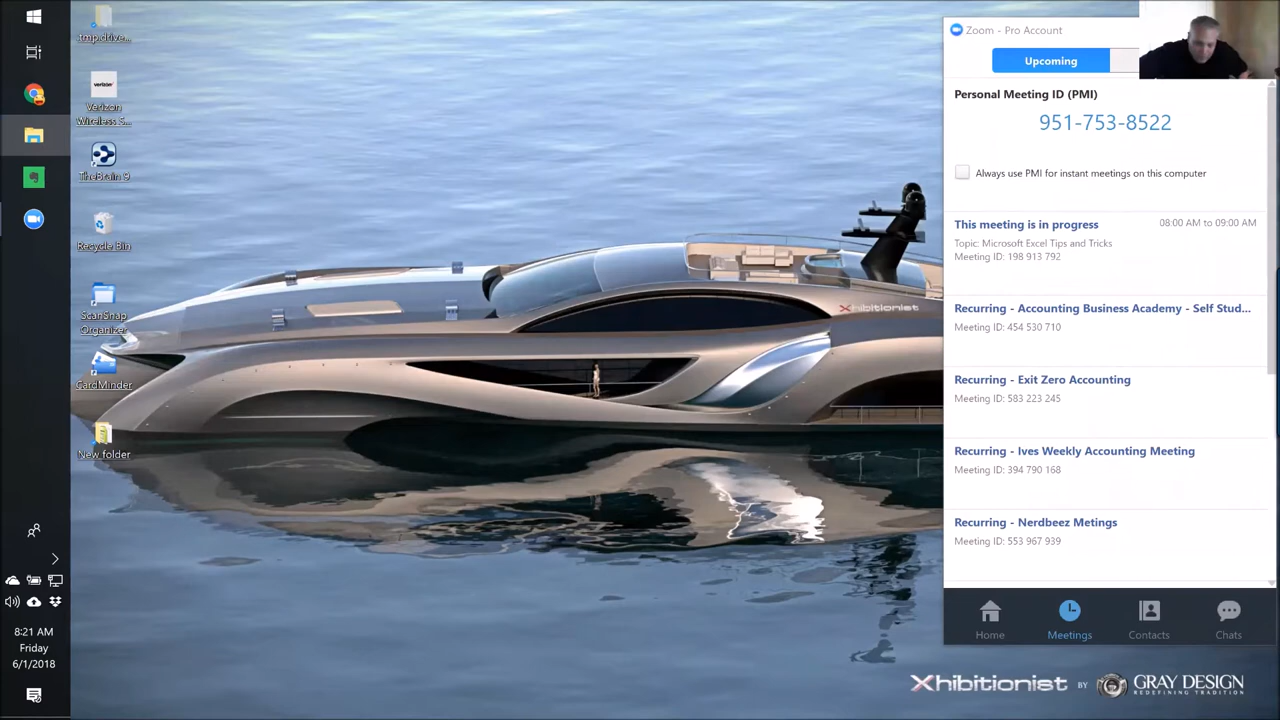 tmp.drive...
verizon
Verizon
Wireless S...
TheBrain 9
Recycle Bin
ScanSnap
Organizer
CardMinder
New folder
8:21 AM
Friday
6/1/2018
Xhibitionist
Zoom - Pro Account
Upcoming
Personal Meeting ID (PMI)
951-753-8522
Always use PMI for instant meetings on this computer
This meeting is in progress 08:00 AM to 09:00 AM
Topic: Microsoft Excel Tips and Tricks
Meeting ID: 198 913 792
Recurring - Accounting Business Academy - Self Stud...
Meeting ID: 454 530 710
Recurring - Exit Zero Accounting
Meeting ID: 583 223 245
Recurring - Ives Weekly Accounting Meeting
Meeting ID: 394 790 168
Recurring - Nerdbeez Metings
Meeting ID: 553 967 939
Home Meetings Contacts Chats
Xhibitionist BY GRAY DESIGN
REDEFINING TRADITION